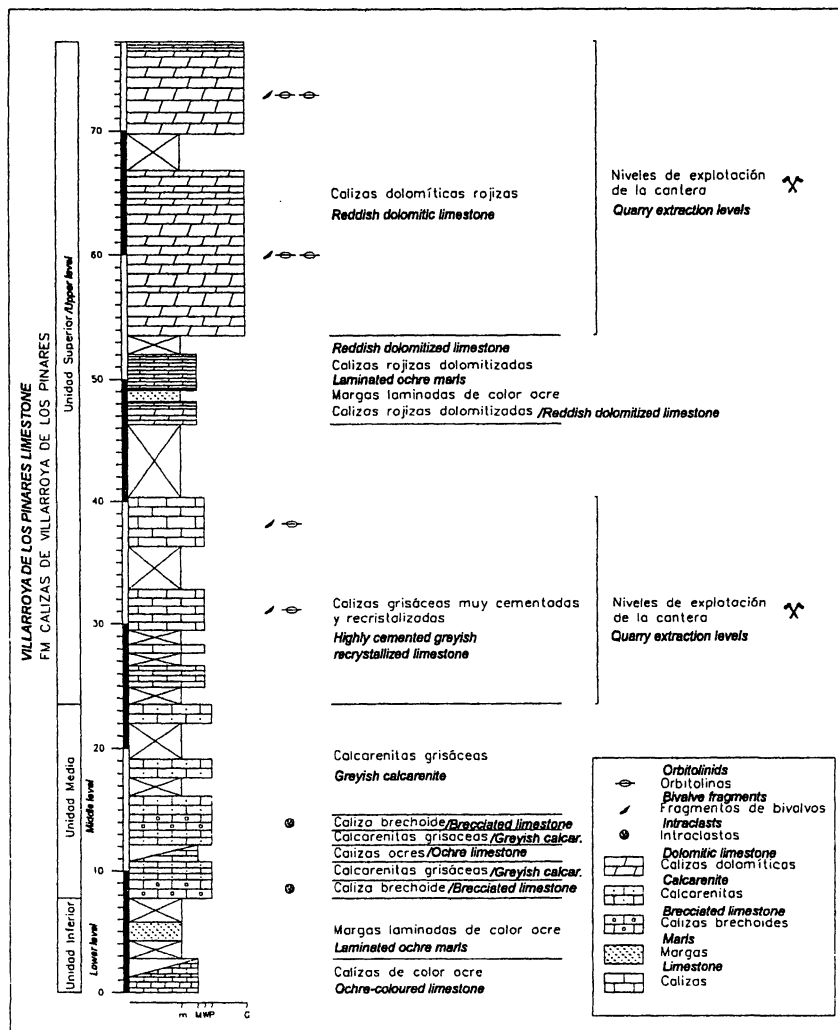 VILLARROYA DE LOS PINARES LIMESTONE
FM CALIZAS DE VILLARROYA DE LOS PINARES
Unidad Superior/Upper level
Unidad Media
Middle level
Unidad Inferior
Lower level
70
60
50
40
30
20
10
0
m MWP G
Calizas dolomíticas rojizas
Reddish dolomitic limestone
Niveles de explotación
de la cantera
Quarry extraction levels
Reddish dolomitized limestone
Calizas rojizas dolomitizadas
Laminated ochre marls
Margas laminadas de color ocre
Calizas rojizas dolomitizadas/Reddish dolomitized limestone
Calizas grisáceas muy cementadas
y recristalizadas
Highly cemented greyish
recrystallized limestone
Niveles de explotación
de la cantera
Quarry extraction levels
Calcarenitas grisáceas
Greyish calcarenite
Caliza brechoide/Brecciated limestone
Calcarenitas grisaceas/Greyish calcar.
Calizas ocres/Ochre limestone
Calcarenitas grisáceas/Greyish calcar.
Caliza brechoide/Brecciated limestone
Margas laminadas de color ocre
Laminated ochre marls
Calizas de color ocre
Ochre-coloured limestone
Orbitolinids
Orbitolinas
Bivalve fragments
Fragmentos de bivalvos
Intraclasts
Intraclastos
Dolomitic limestone
Calizas dolomíticas
Calcarenite
Calcarenitas
Brecciated limestone
Calizas brechoides
Marls
Margas
Limestone
Calizas